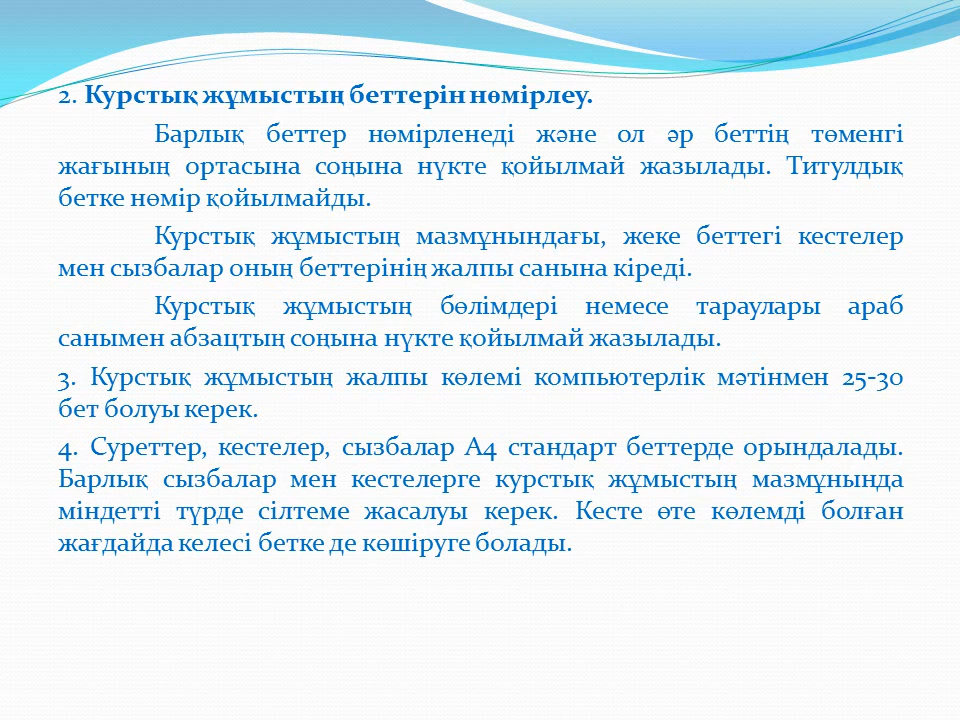 2. Курстық жұмыстың беттерін нөмірлеу.
Барлық беттер нөмірленеді және ол әр беттің төменгі
жағының ортасына соңына нүкте қойылмай жазылады. Титулдық
бетке нөмір қойылмайды.
Курстық жұмыстың мазмұнындағы, жеке беттегі кестелер
мен сызбалар оның беттерінің жалпы санына кіреді.
Курстық жұмыстың бөлімдері немесе тараулары араб
санымен абзацтың соңына нүкте қойылмай жазылады.
3. Курстық жұмыстың жалпы көлемі компьютерлік мәтінмен 25-30
бет болуы керек.
4. Суреттер, кестелер, сызбалар А4 стандарт беттерде орындалады.
Барлық сызбалар мен кестелерге курстық жұмыстың мазмұнында
міндетті түрде сілтеме жасалуы керек. Кесте өте көлемді болған
жағдайда келесі бетке де көшіруге болады.